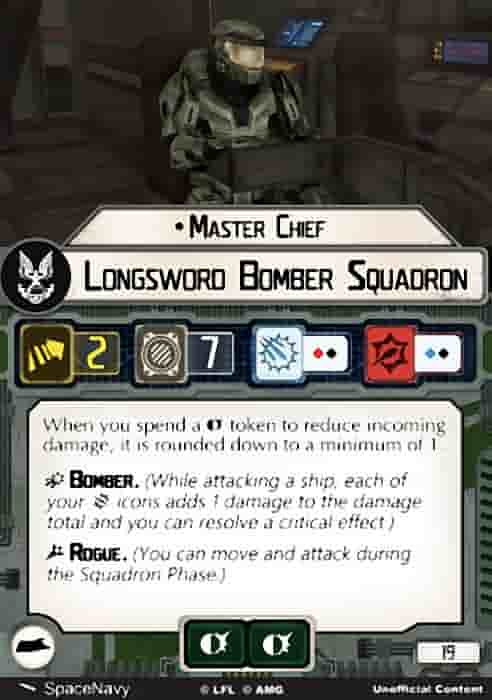 • Master Chief
Longsword Bomber Squadron
2 7
When you spend a token to reduce incoming
damage, it is rounded down to a minimum of 1
Bomber. (While attacking a ship, each of
your icons adds 1 damage to the damage
total and you can resolve a critical effect.)
Rogue. (You can move and attack during
the Squadron Phase.)
19
SpaceNavy © LFL © AMG Unofficial Content